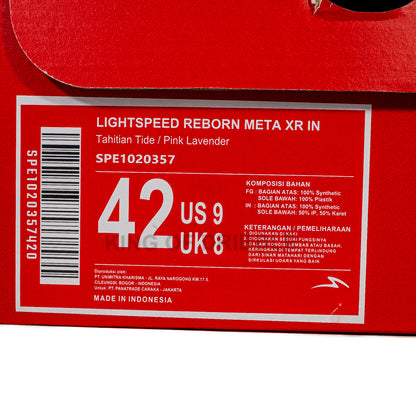 LIGHTSPEED REBORN META XR IN
Tahitian Tide / Pink Lavender
SPE1020357
SPE1020357420
42 US 9
UK 8
KOMPOSISI BAHAN
FG : BAGIAN ATAS: 100% Synthetic
SOLE BAWAH: 100% Plastik
IN : BAGIAN ATAS: 100% Synthetic
SOLE BAWAH: 50% IP, 50% Karet
KETERANGAN / PEMELIHARAAN
1. DIGUNAKAN DI KAKI
2. DIGUNAKAN SESUAI FUNGSINYA
DALAM KONDISI LEMBAB ATAU BASAH,
KERINGKAN DI TEMPAT TERLINDUNG
DARI SINAR MATAHARI DENGAN
SIRKULASI UDARA YANG BAIK
Diproduksi oleh:
PT. UNIMITRA KHARISMA - JL. RAYA NAROGONG KM 17 5
CILEUNGSI, BOGOR - INDONESIA
Untuk: PT. PANATRADE CARAKA - JAKARTA
MADE IN INDONESIA